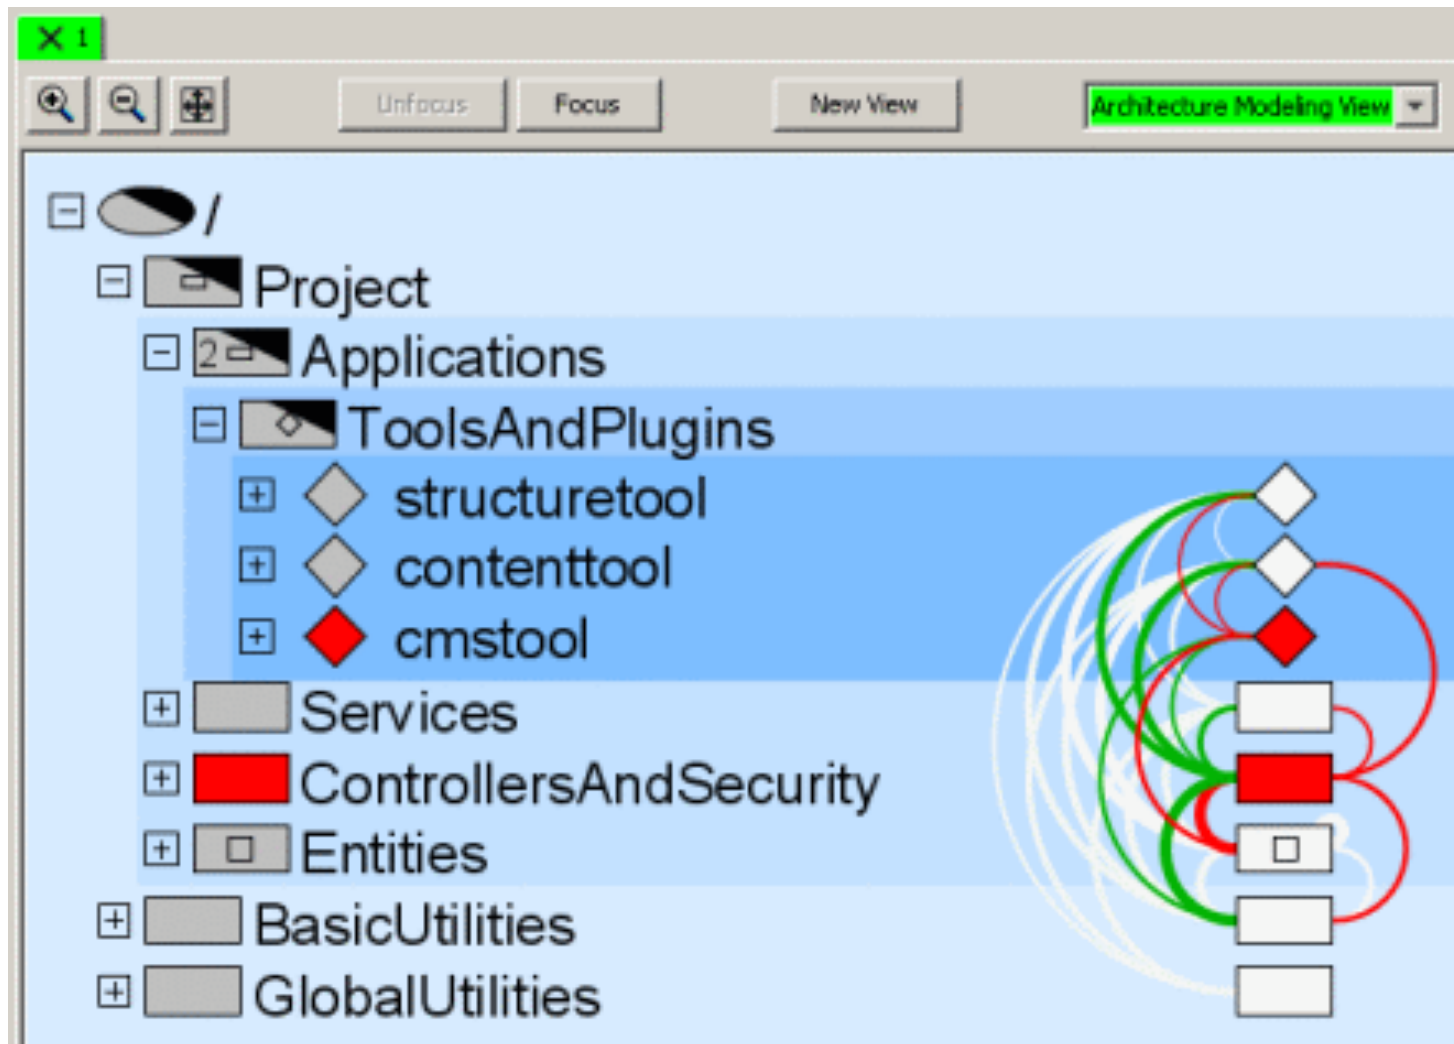 X 1
Unfocus Focus New View Architecture Modeling View
/
Project
2 Applications
ToolsAndPlugins
structuretool
contenttool
cmstool
Services
ControllersAndSecurity
Entities
BasicUtilities
GlobalUtilities